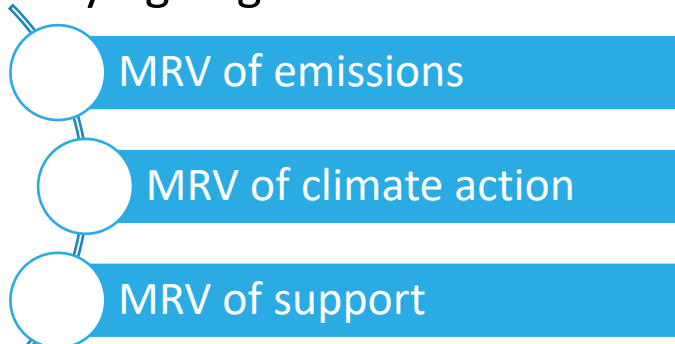 MRV of emissions
MRV of climate action
MRV of support